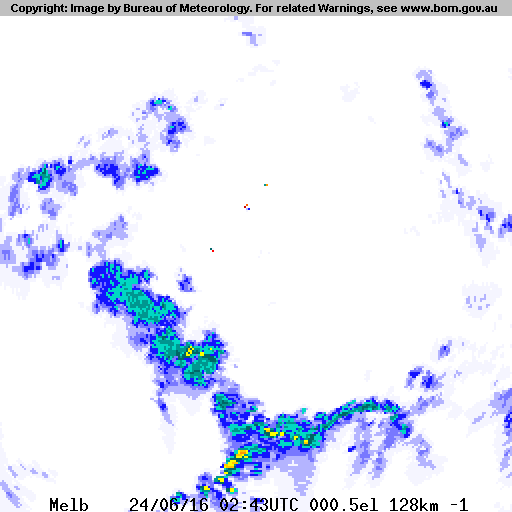 Copyright: Image by Bureau of Meteorology. For related Warnings, see www.bom.gov.au
Melb 24/06/16 02:43UTC 000.5el 128km -1